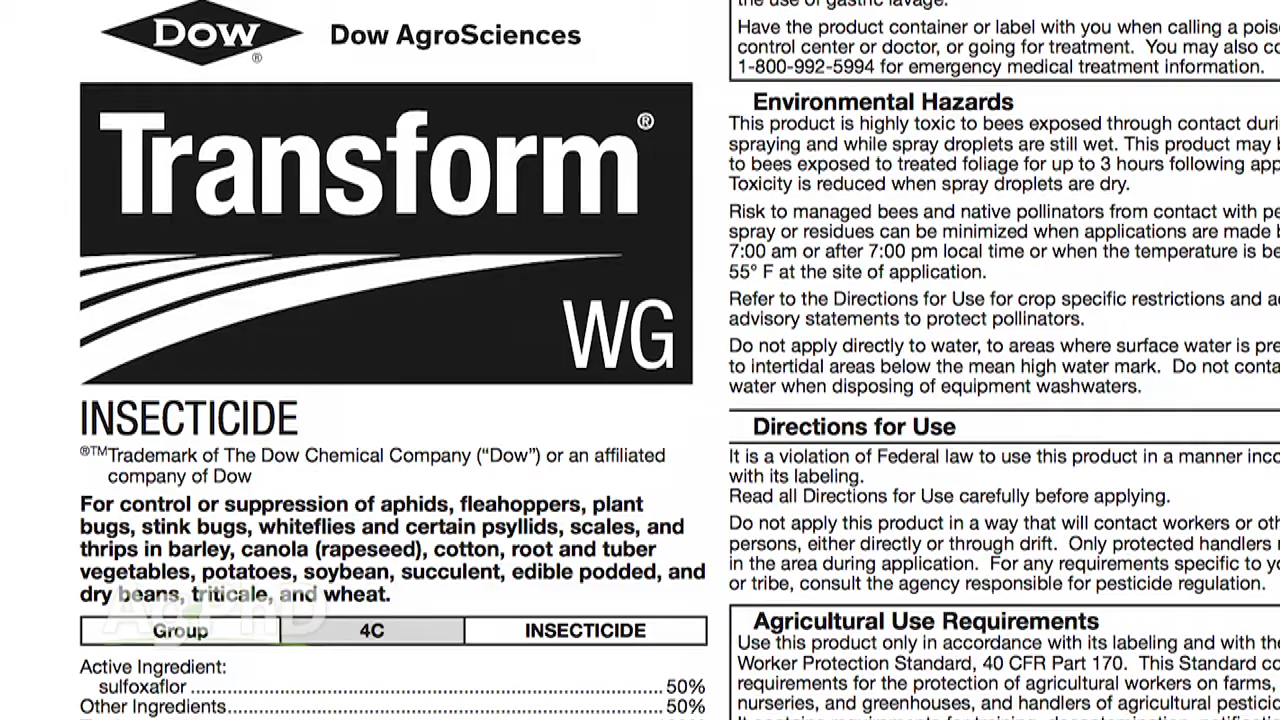 DOW
®
Dow AgroSciences
Transform®
WG
INSECTICIDE
®™Trademark of The Dow Chemical Company (“Dow”) or an affiliated
company of Dow
For control or suppression of aphids, fleahoppers, plant
bugs, stink bugs, whiteflies and certain psyllids, scales, and
thrips in barley, canola (rapeseed), cotton, root and tuber
vegetables, potatoes, soybean, succulent, edible podded, and
dry beans, triticale, and wheat.
AgPhD
Group 4C INSECTICIDE
Active Ingredient:
sulfoxaflor 50%
Other Ingredients 50%
the use of gastric lavage.
Have the product container or label with you when calling a
control center or doctor, or going for treatment. You may also
1-800-992-5994 for emergency medical treatment information.
Environmental Hazards
This product is highly toxic to bees exposed through contact
spraying and while spray droplets are still wet. This product may
to bees exposed to treated foliage for up to 3 hours following
Toxicity is reduced when spray droplets are dry.
Risk to managed bees and native pollinators from contact with
spray or residues can be minimized when applications are made
7:00 am or after 7:00 pm local time or when the temperature is
55° F at the site of application.
Refer to the Directions for Use for crop specific restrictions and
advisory statements to protect pollinators.
Do not apply directly to water, to areas where surface water is
to intertidal areas below the mean high water mark. Do not
water when disposing of equipment washwaters.
Directions for Use
It is a violation of Federal law to use this product in a manner
with its labeling.
Read all Directions for Use carefully before applying.
Do not apply this product in a way that will contact workers or
persons, either directly or through drift. Only protected handlers
in the area during application. For any requirements specific to
or tribe, consult the agency responsible for pesticide regulation.
Agricultural Use Requirements
Use this product only in accordance with its labeling and with the
Worker Protection Standard, 40 CFR Part 170. This Standard
requirements for the protection of agricultural workers on farms,
nurseries, and greenhouses, and handlers of agricultural